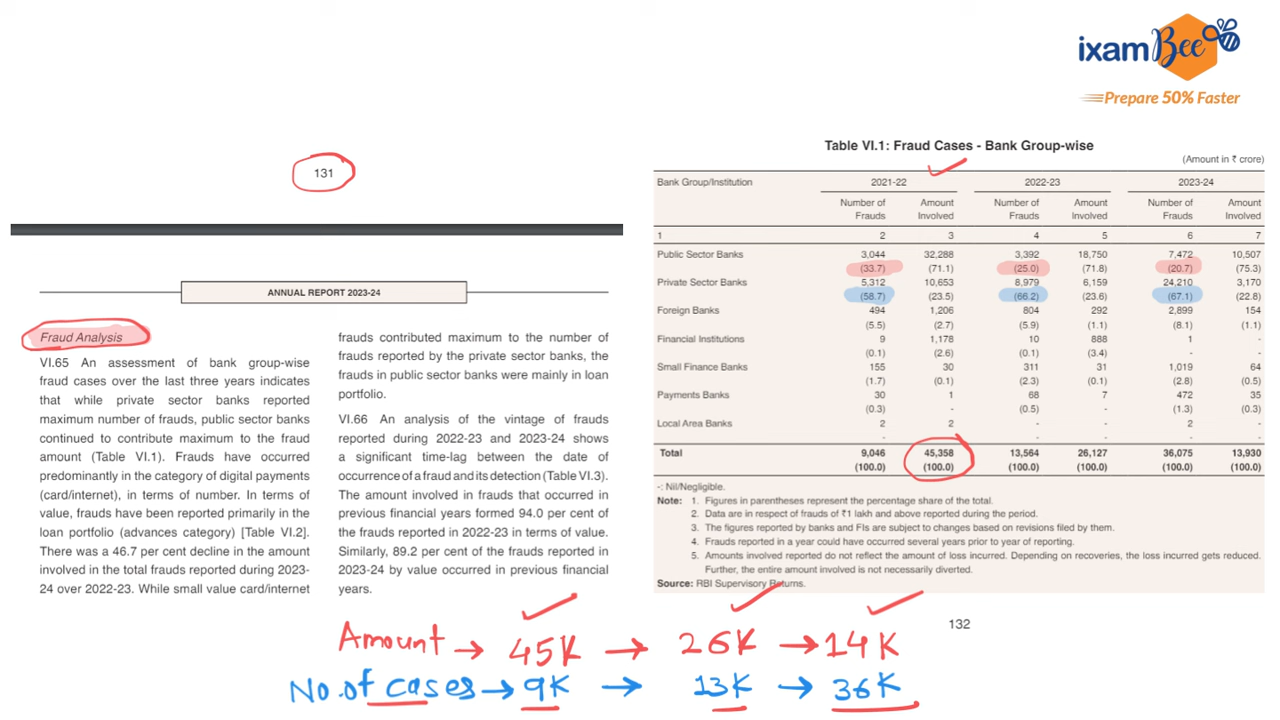 ixamBee
Prepare 50% Faster
131
ANNUAL REPORT 2023-24
Fraud Analysis
VI.65 An assessment of bank group-wise
fraud cases over the last three years indicates
that while private sector banks reported
maximum number of frauds, public sector banks
continued to contribute maximum to the fraud
amount (Table VI.1). Frauds have occurred
predominantly in the category of digital payments
(card/internet), in terms of number. In terms of
value, frauds have been reported primarily in the
loan portfolio (advances category) [Table VI.2].
There was a 46.7 per cent decline in the amount
involved in the total frauds reported during 2023-
24 over 2022-23. While small value card/internet
frauds contributed maximum to the number of
frauds reported by the private sector banks, the
frauds in public sector banks were mainly in loan
portfolio.
VI.66 An analysis of the vintage of frauds
reported during 2022-23 and 2023-24 shows
a significant time-lag between the date of
occurrence of a fraud and its detection (Table VI.3).
The amount involved in frauds that occurred in
previous financial years formed 94.0 per cent of
the frauds reported in 2022-23 in terms of value.
Similarly, 89.2 per cent of the frauds reported in
2023-24 by value occurred in previous financial
years.
Table VI.1: Fraud Cases - Bank Group-wise
(Amount in ₹ crore)
Bank Group/Institution 2021-22 2022-23 2023-24
Number of Amount Number of Amount Number of Amount
Frauds Involved Frauds Involved Frauds Involved
1 2 3 4 5 6 7
Public Sector Banks 3,044 32,288 3,392 18,750 7,472 10,507
(33.7) (71.1) (25.0) (71.8) (20.7) (75.3)
Private Sector Banks 5,312 10,653 8,979 6,159 24,210 3,170
(58.7) (23.5) (66.2) (23.6) (67.1) (22.8)
Foreign Banks 494 1,206 804 292 2,899 154
(5.5) (2.7) (5.9) (1.1) (8.1) (1.1)
Financial Institutions 9 1,178 10 888 1 -
(0.1) (2.6) (0.1) (3.4) - -
Small Finance Banks 155 30 311 31 1,019 64
(1.7) (0.1) (2.3) (0.1) (2.8) (0.5)
Payments Banks 30 1 68 7 472 35
(0.3) - (0.5) - (1.3) (0.3)
Local Area Banks 2 2 - - 2 -
- - - - -
Total 9,046 45,358 13,564 26,127 36,075 13,930
(100.0) (100.0) (100.0) (100.0) (100.0) (100.0)
-: Nil/Negligible.
Note: 1. Figures in parentheses represent the percentage share of the total.
2. Data are in respect of frauds of ₹1 lakh and above reported during the period.
3. The figures reported by banks and FIs are subject to changes based on revisions filed by them.
4. Frauds reported in a year could have occurred several years prior to year of reporting.
5. Amounts involved reported do not reflect the amount of loss incurred. Depending on recoveries, the loss incurred gets reduced.
Further, the entire amount involved is not necessarily diverted.
Source: RBI Supervisory Returns.
132
Amount → 45K → 26K → 14K
No. of cases → 9K → 13K → 36K